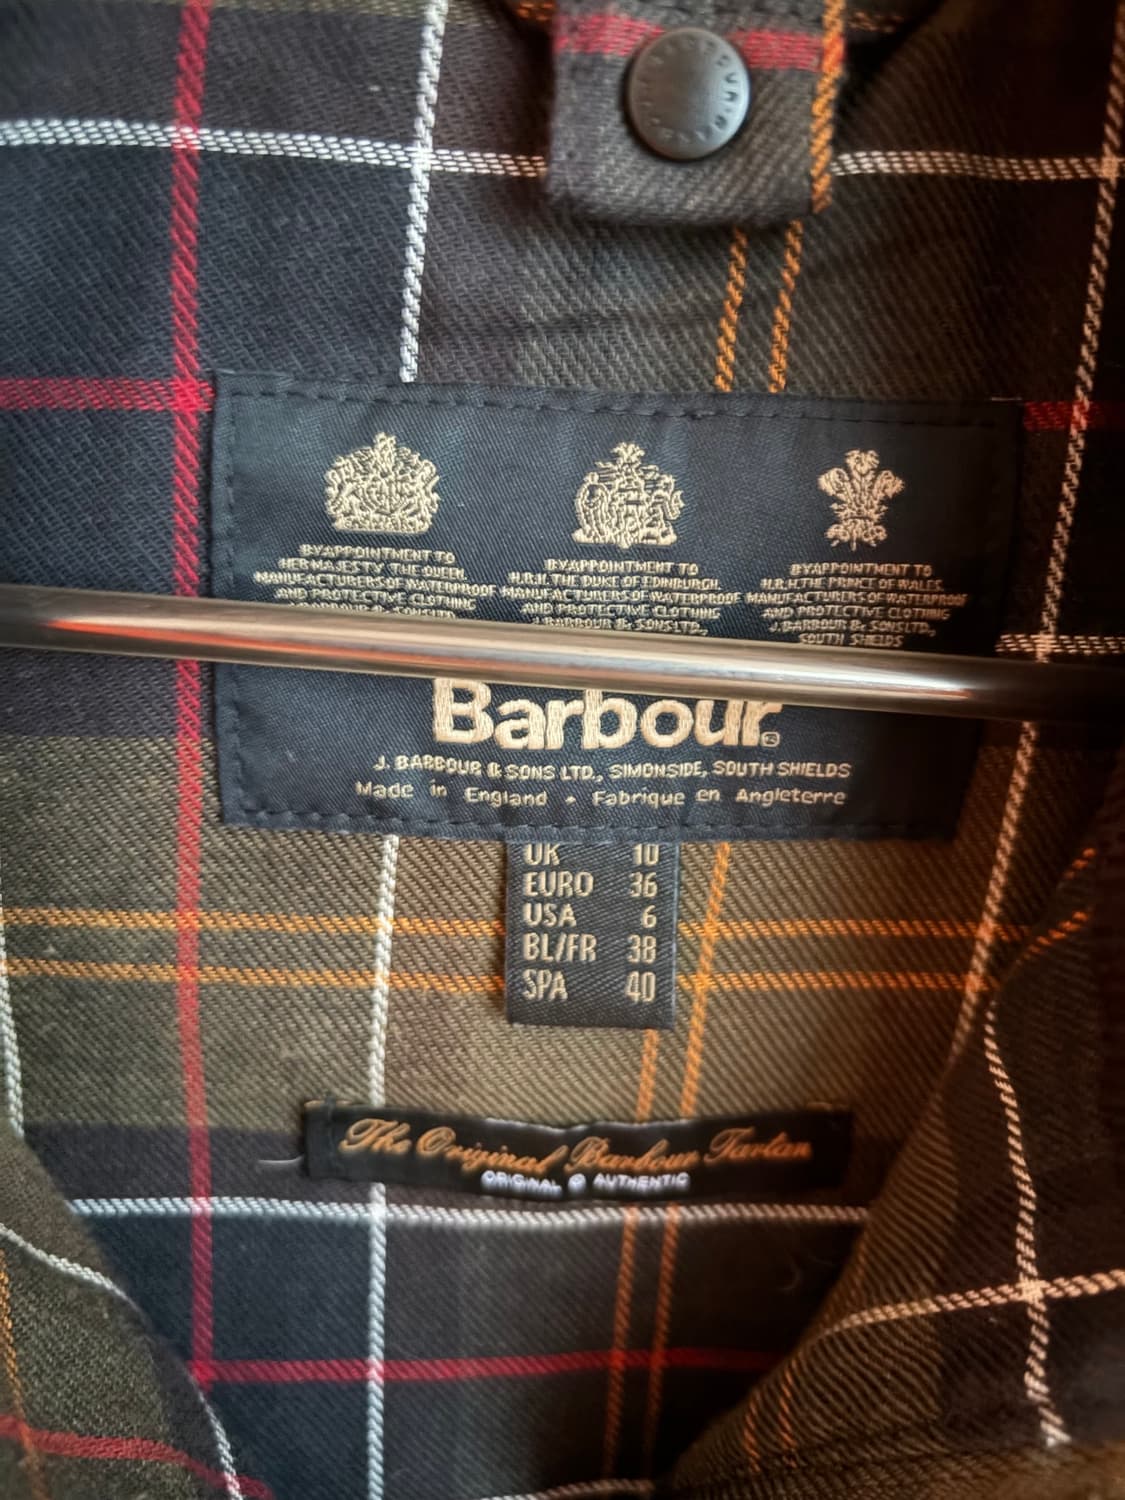 BARBOUR
BY APPOINTMENT TO
HER MAJESTY THE QUEEN
MANUFACTURERS OF WATERPROOF
AND PROTECTIVE CLOTHING
BY APPOINTMENT TO
H.R.H. THE DUKE OF EDINBURGH
MANUFACTURERS OF WATERPROOF
AND PROTECTIVE CLOTHING
J. BARBOUR & SONS LTD.,
BY APPOINTMENT TO
H.R.H. THE PRINCE OF WALES
MANUFACTURERS OF WATERPROOF
AND PROTECTIVE CLOTHING
J. BARBOUR & SONS LTD.,
SOUTH SHIELDS
Barbour
J. BARBOUR & SONS LTD., SIMONSIDE, SOUTH SHIELDS
Made in England • Fabrique en Angleterre
UK 10
EURO 36
USA 6
BL/FR 38
SPA 40
The Original Barbour Tartan
ORIGINAL & AUTHENTIC